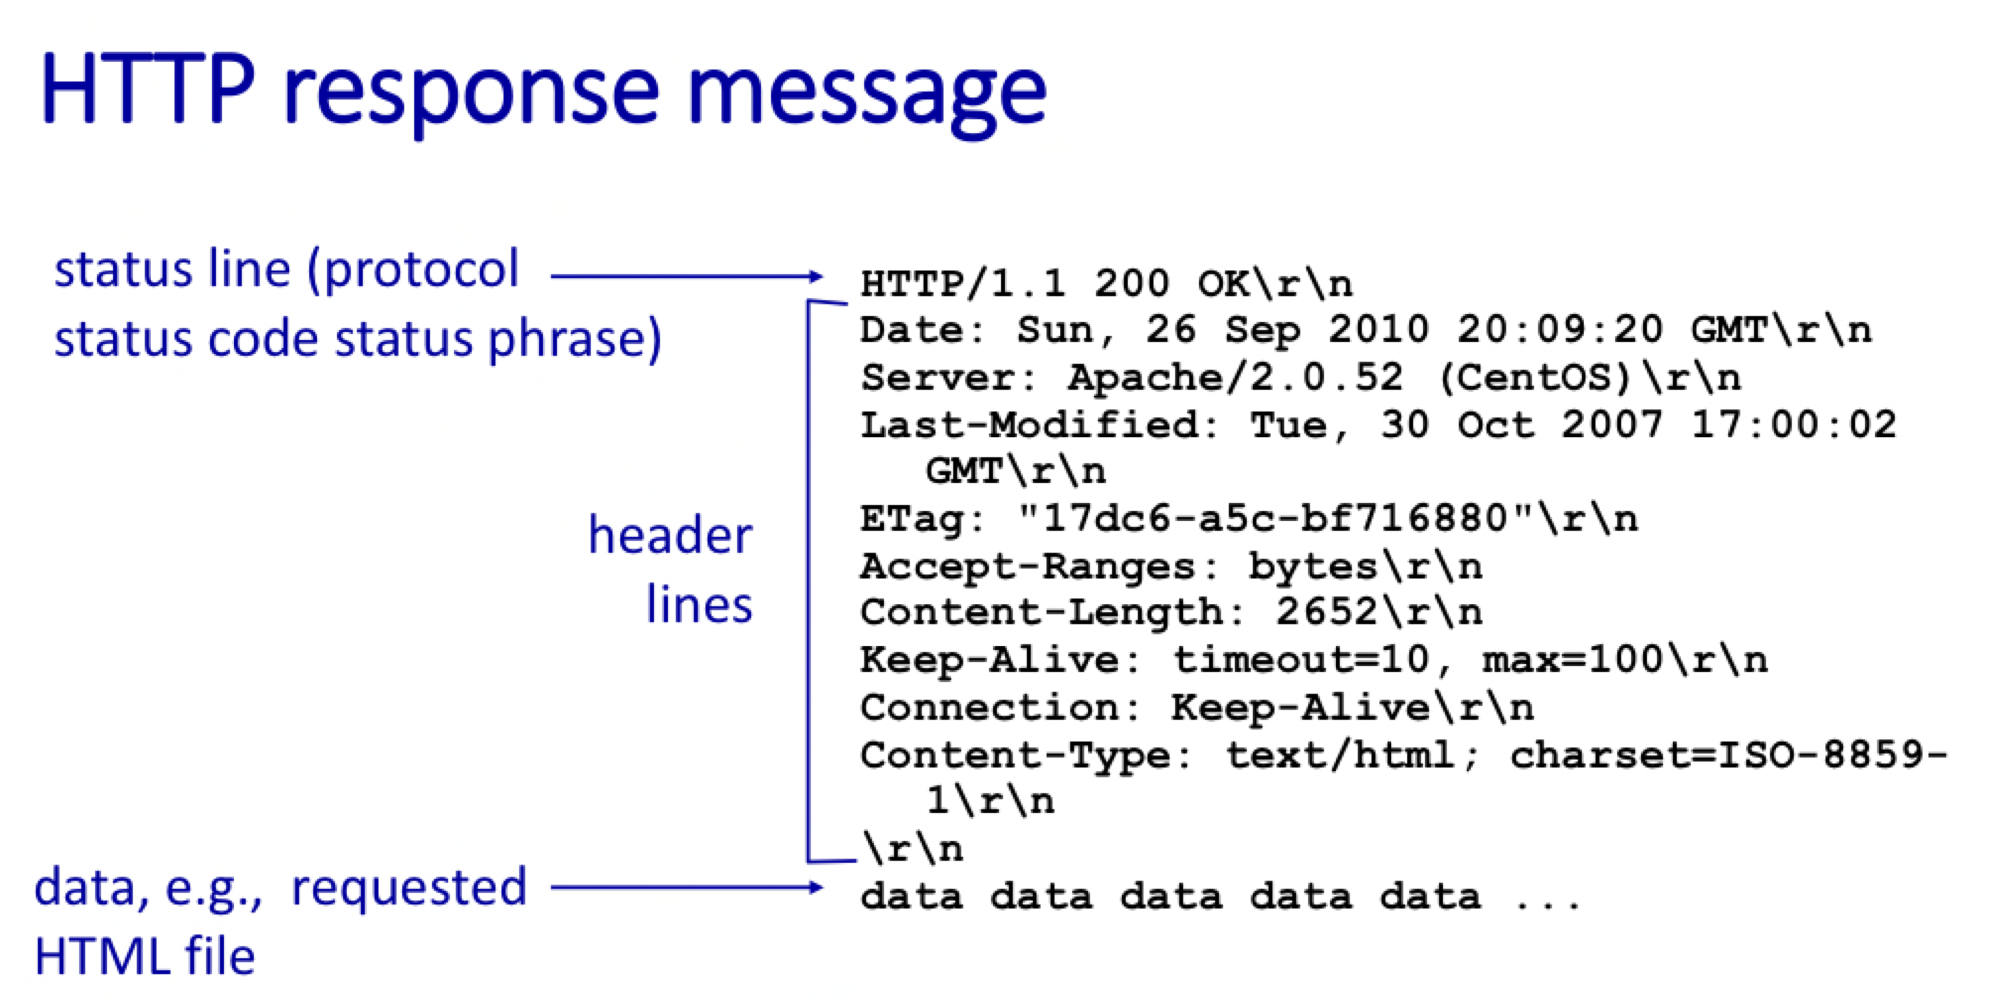 HTTP response message
status line (protocol
status code status phrase)
header
lines
data, e.g., requested
HTML file
HTTP/1.1 200 OK\r\n
Date: Sun, 26 Sep 2010 20:09:20 GMT\r\n
Server: Apache/2.0.52 (CentOS)\r\n
Last-Modified: Tue, 30 Oct 2007 17:00:02
GMT\r\n
ETag: "17dc6-a5c-bf716880"\r\n
Accept-Ranges: bytes\r\n
Content-Length: 2652\r\n
Keep-Alive: timeout=10, max=100\r\n
Connection: Keep-Alive\r\n
Content-Type: text/html; charset=ISO-8859-
1\r\n
\r\n
data data data data data ...